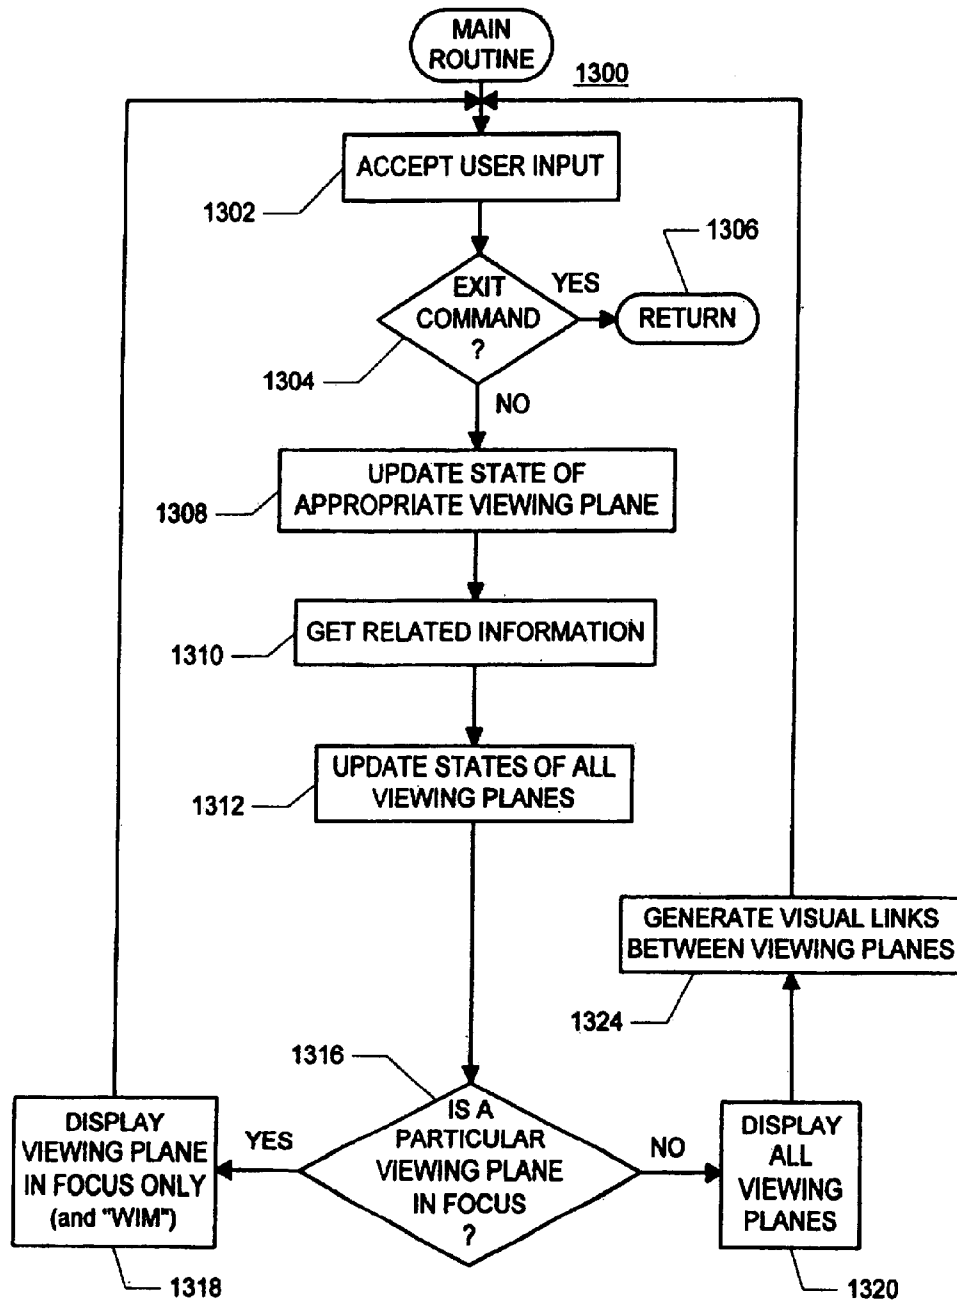 MAIN
ROUTINE
1300
ACCEPT USER INPUT
1302
1306
EXIT
COMMAND
?
YES
RETURN
1304
NO
UPDATE STATE OF
APPROPRIATE VIEWING PLANE
1308
GET RELATED INFORMATION
1310
UPDATE STATES OF ALL
VIEWING PLANES
1312
GENERATE VISUAL LINKS
BETWEEN VIEWING PLANES
1324
1316
IS A
PARTICULAR
VIEWING PLANE
IN FOCUS
?
YES
NO
DISPLAY
VIEWING PLANE
IN FOCUS ONLY
(and "WIM")
1318
DISPLAY
ALL
VIEWING
PLANES
1320